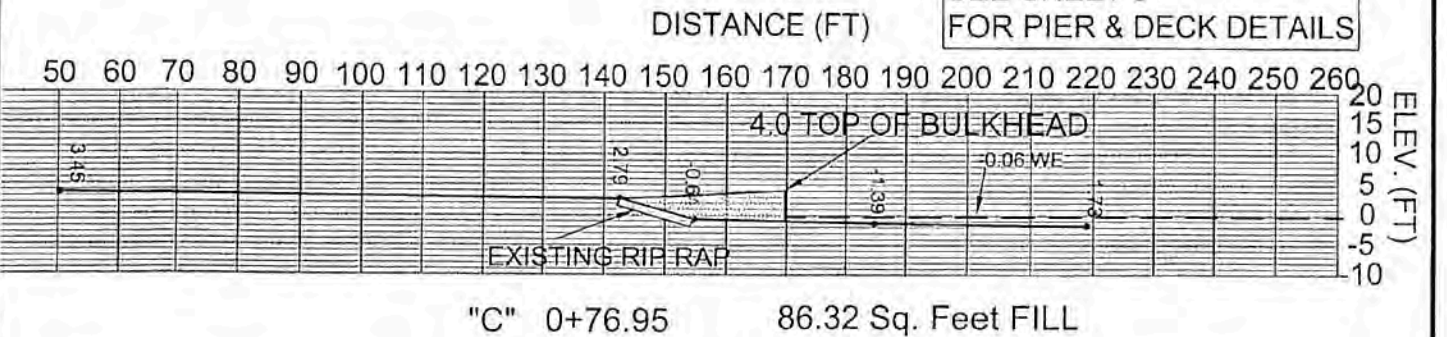 DISTANCE (FT)
FOR PIER & DECK DETAILS
50 60 70 80 90 100 110 120 130 140 150 160 170 180 190 200 210 220 230 240 250 260
20
15
10
5
0
-5
-10
ELEV. (FT)
4.0 TOP OF BULKHEAD
-0.06 WE
3.45
2.79
-1.39
EXISTING RIP RAP
"C" 0+76.95
86.32 Sq. Feet FILL